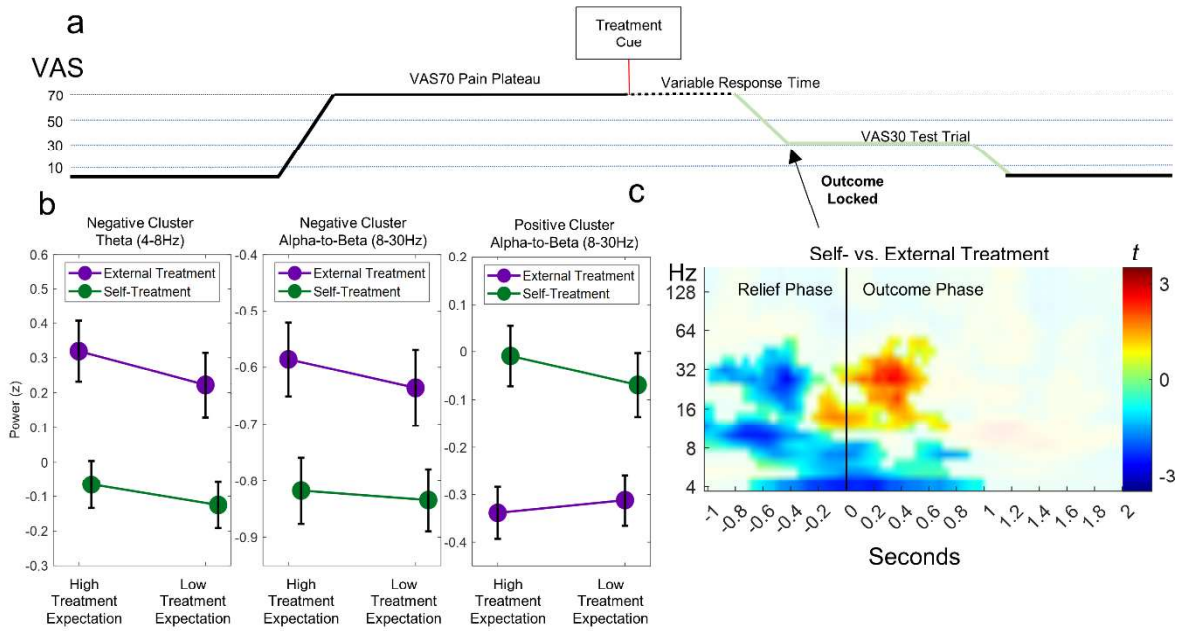 a
Treatment
Cue
VAS
VAS70 Pain Plateau
Variable Response Time
70
50
30
10
VAS30 Test Trial
Outcome
Locked
b
Negative Cluster
Theta (4-8Hz)
Negative Cluster
Alpha-to-Beta (8-30Hz)
Positive Cluster
Alpha-to-Beta (8-30Hz)
External Treatment
Self-Treatment
External Treatment
Self-Treatment
External Treatment
Self-Treatment
Power (z)
0.6
0.5
0.4
0.3
0.2
0.1
0
-0.1
-0.2
-0.3
-0.4
-0.5
-0.6
-0.7
-0.8
-0.9
0.2
0.1
0
-0.1
-0.2
-0.3
-0.4
High
Treatment
Expectation
Low
Treatment
Expectation
High
Treatment
Expectation
Low
Treatment
Expectation
High
Treatment
Expectation
Low
Treatment
Expectation
c
Self- vs. External Treatment
t
Hz
Relief Phase
Outcome Phase
128
64
32
16
8
4
-1 -0.8 -0.6 -0.4 -0.2 0 0.2 0.4 0.6 0.8 1 1.2 1.4 1.6 1.8 2
Seconds
3
0
-3